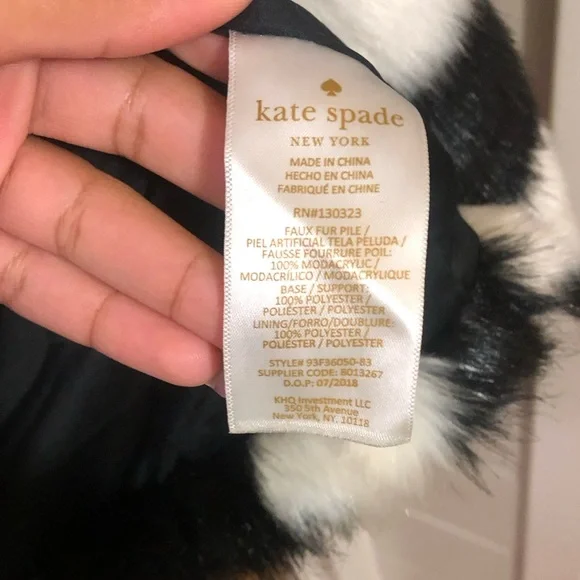 kate spade
NEW YORK
MADE IN CHINA
HECHO EN CHINA
FABRIQUÉ EN CHINE
RN#130323
FAUX FUR PILE /
PIEL ARTIFICIAL TELA PELUDA /
FAUSSE FOURRURE POIL:
100% MODACRYLIC /
MODACRÍLICO / MODACRYLIQUE
BASE / SUPPORT:
100% POLYESTER /
POLIÉSTER / POLYESTER
LINING/FORRO/DOUBLURE:
100% POLYESTER /
POLIÉSTER / POLYESTER
STYLE# 93F36050-83
SUPPLIER CODE: 8013267
D.O.P: 07/2018
KHQ Investment LLC
350 5th Avenue
New York, NY. 10118